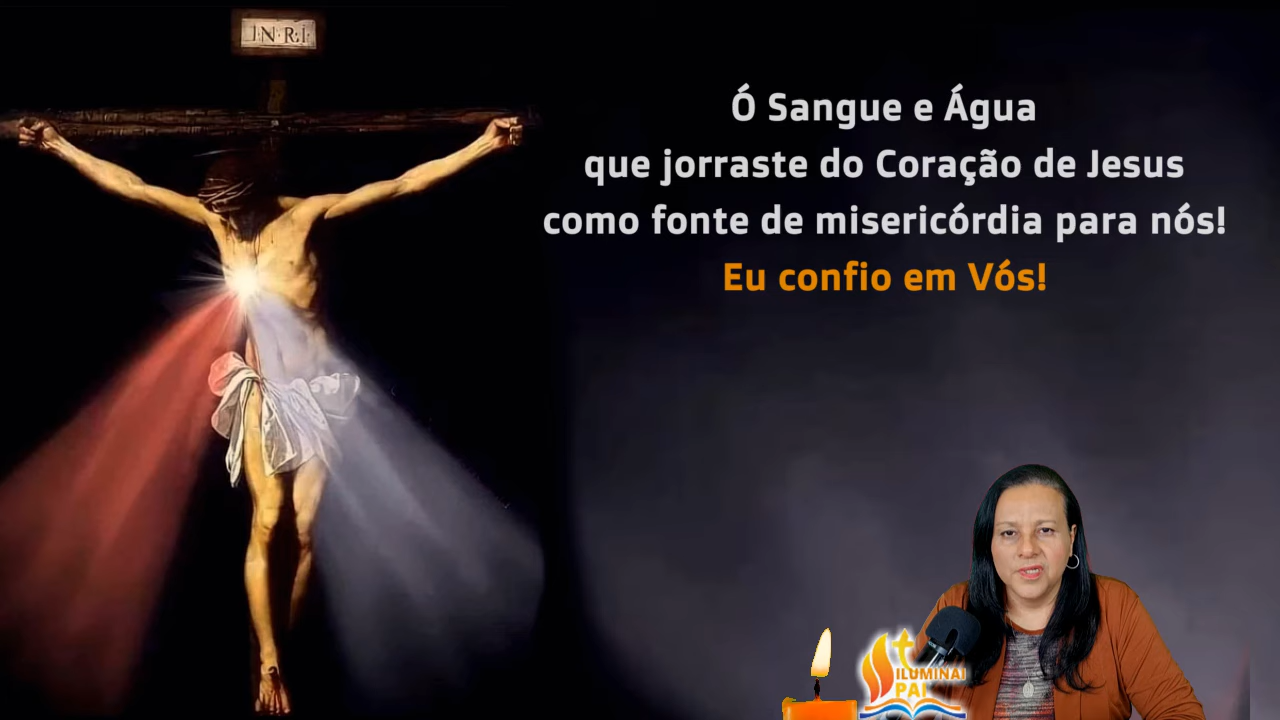 INRI
Ó Sangue e Água
que jorraste do Coração de Jesus
como fonte de misericórdia para nós!
Eu confio em Vós!
ILUMINAI
PAI